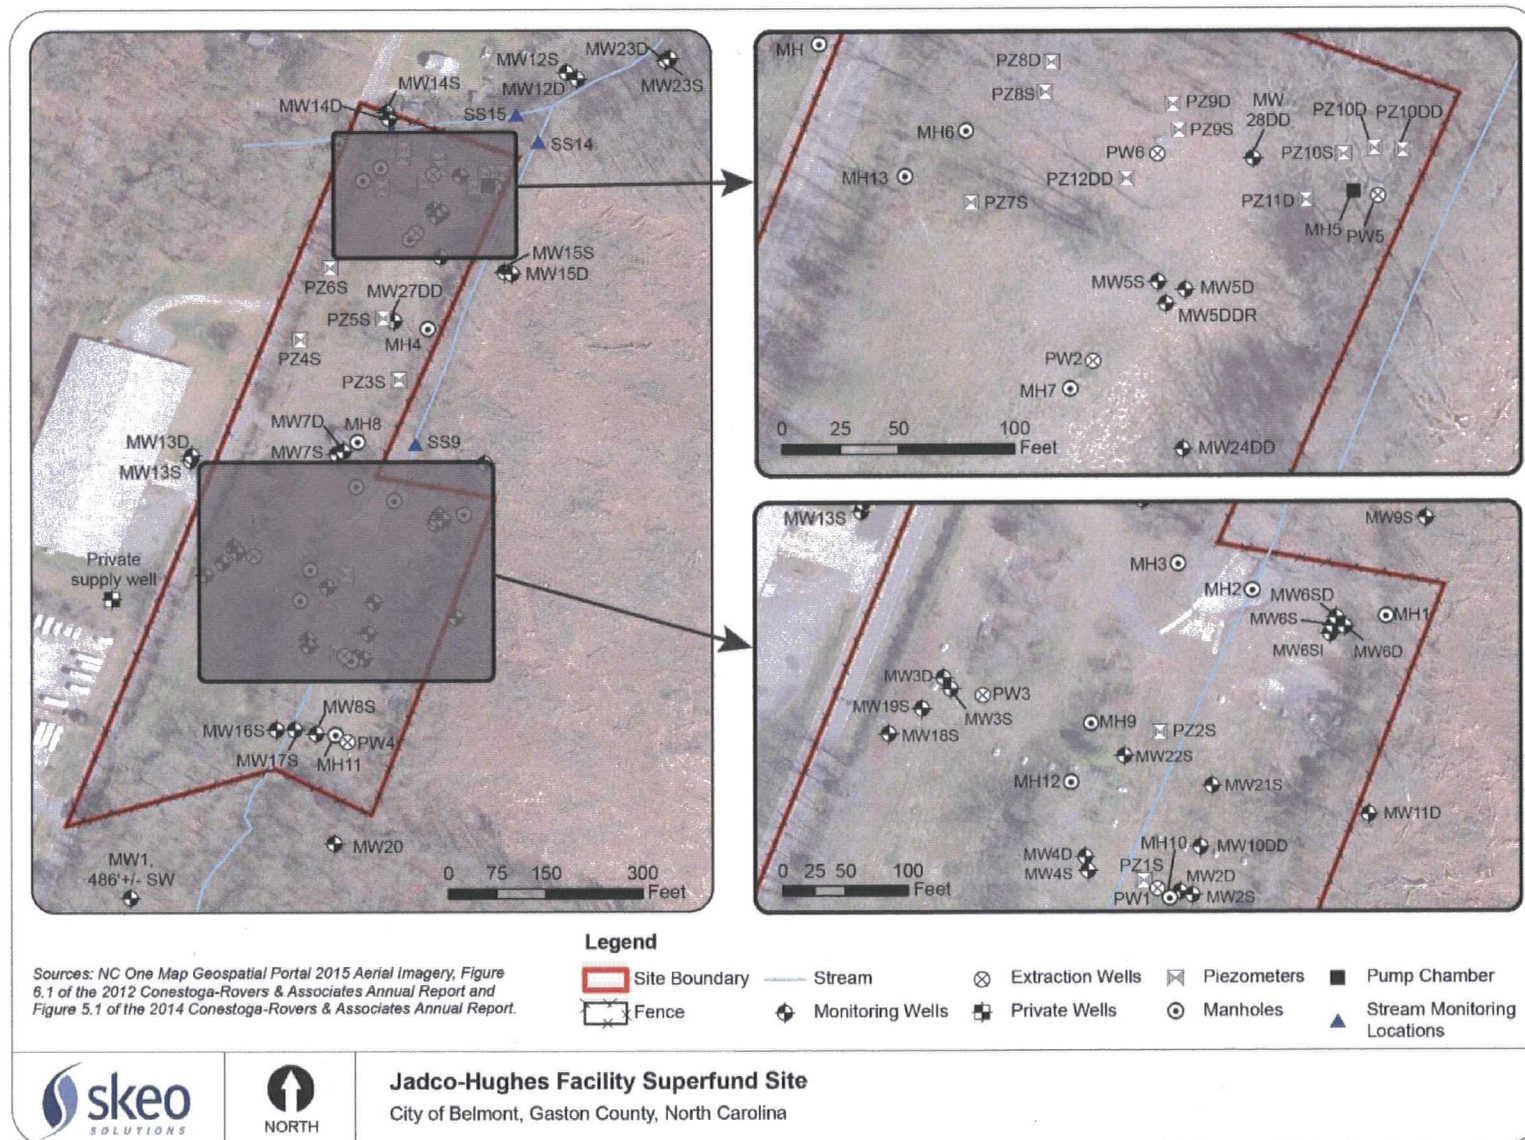 MW23D
MW12S
MW12D
MW23S
MW14S
MW14D
SS15
SS14
MW15S
MW15D
PZ6S
MW27DD
PZ5S
MH4
PZ4S
PZ3S
MW7D
MH8
MW7S
SS9
MW13D
MW13S
Private
supply well
MW8S
MW16S
PW4
MW17S
MH11
MW20
MW1,
486'+/- SW
0 75 150 300
Feet
MH
PZ8D
PZ8S
PZ9D
PZ9S
MW
28DD
PZ10D
PZ10DD
MH6
PW6
PZ10S
MH13
PZ12DD
PZ7S
PZ11D
MH5
PW5
MW5S
MW5D
MW5DDR
PW2
MH7
0 25 50 100
Feet
MW24DD
MW13S
MW9S
MH3
MH2
MW6SD
MW6S
MH1
MW6SI
MW6D
MW3D
PW3
MW19S
MW3S
MW18S
MH9
PZ2S
MW22S
MH12
MW21S
MW11D
MH10
MW10DD
MW4D
PZ1S
MW4S
MW2D
PW1
MW2S
0 25 50 100
Feet
Legend
Site Boundary
Stream
Extraction Wells
Piezometers
Pump Chamber
Fence
Monitoring Wells
Private Wells
Manholes
Stream Monitoring
Locations
Sources: NC One Map Geospatial Portal 2015 Aerial Imagery, Figure
6.1 of the 2012 Conestoga-Rovers & Associates Annual Report and
Figure 5.1 of the 2014 Conestoga-Rovers & Associates Annual Report.
skeo
SOLUTIONS
NORTH
Jadco-Hughes Facility Superfund Site
City of Belmont, Gaston County, North Carolina